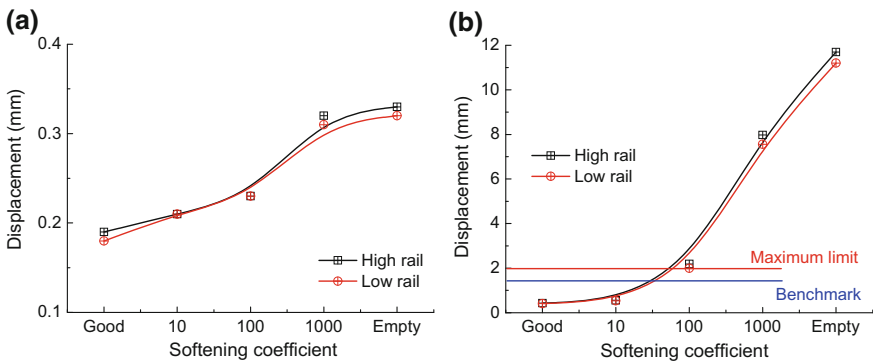 (a)
0.4
0.3
0.2
0.1
Displacement (mm)
High rail
Low rail
Good 10 100 1000 Empty
Softening coefficient
(b)
12
10
8
6
4
2
0
Displacement (mm)
High rail
Low rail
Maximum limit
Benchmark
Good 10 100 1000 Empty
Softening coefficient